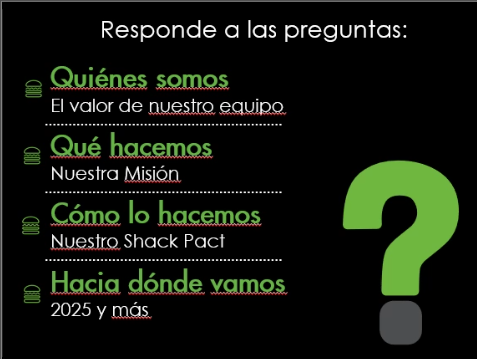 Responde a las preguntas:
Quiénes somos
El valor de nuestro equipo
Qué hacemos
Nuestra Misión
Cómo lo hacemos
Nuestro Shack Pact
Hacia dónde vamos
2025 y más
?